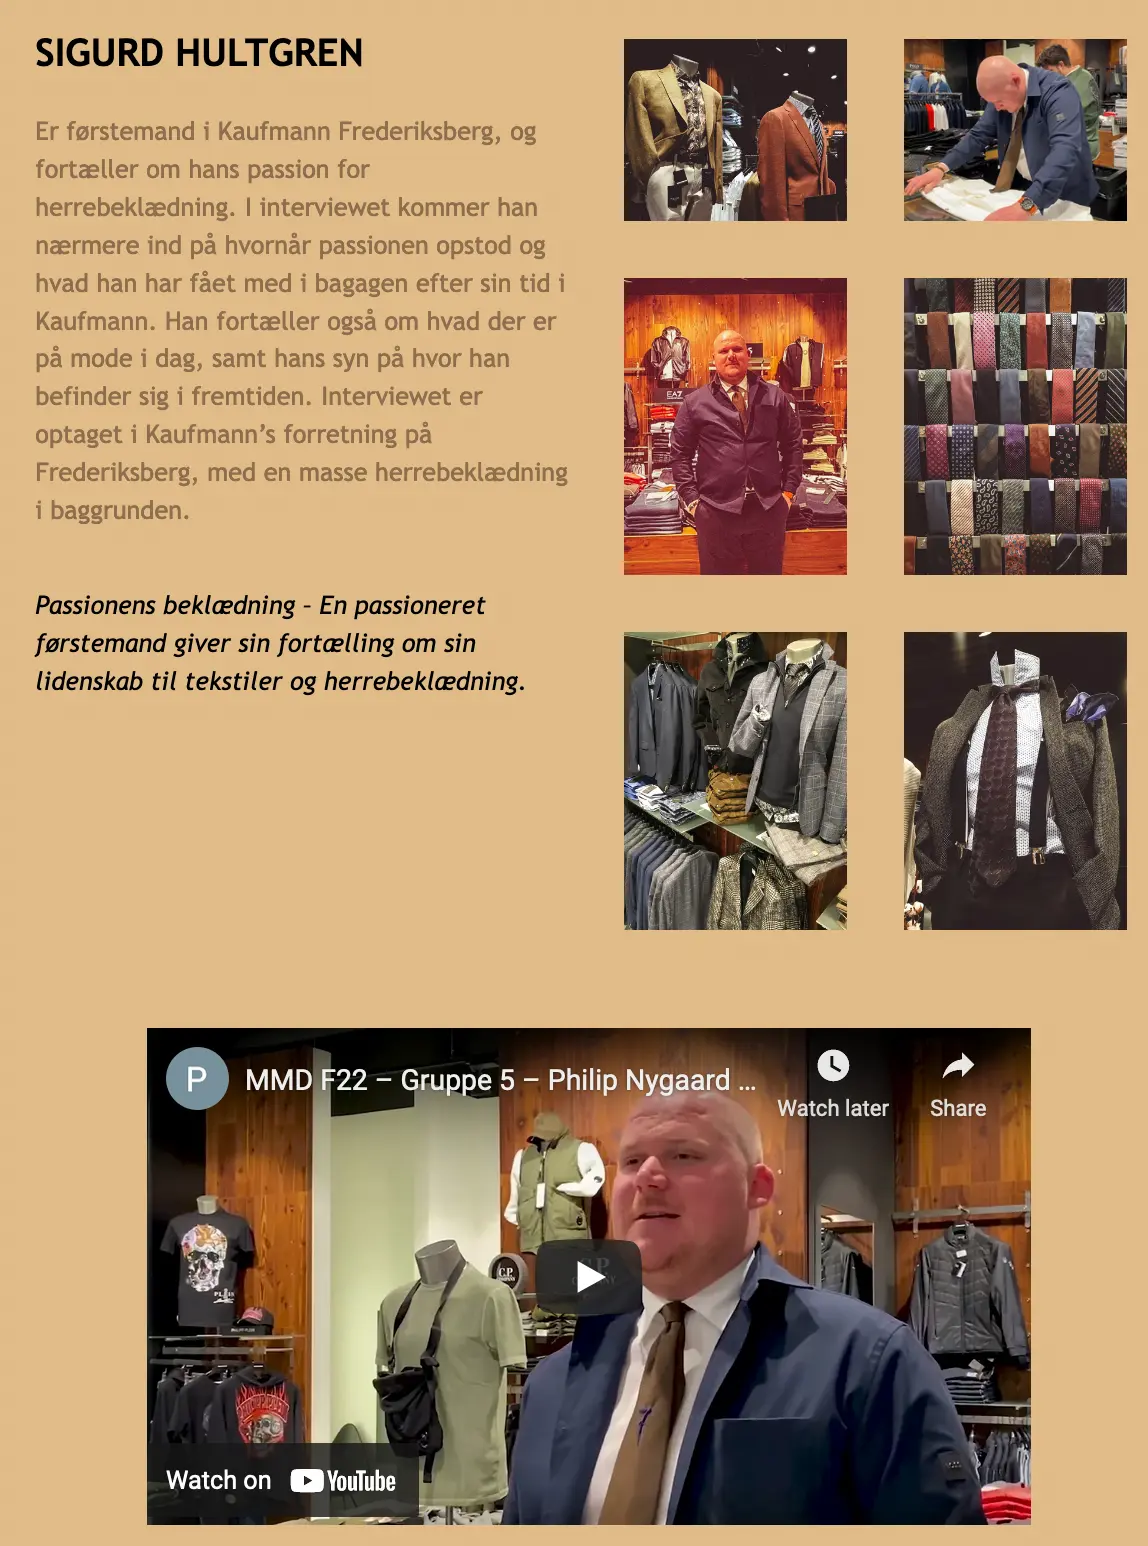 SIGURD HULTGREN
Er førstemand i Kaufmann Frederiksberg, og
fortæller om hans passion for
herrebeklædning. I interviewet kommer han
nærmere ind på hvornår passionen opstod og
hvad han har fået med i bagagen efter sin tid i
Kaufmann. Han fortæller også om hvad der er
på mode i dag, samt hans syn på hvor han
befinder sig i fremtiden. Interviewet er
optaget i Kaufmann’s forretning på
Frederiksberg, med en masse herrebeklædning
i baggrunden.
Passionens beklædning – En passioneret
førstemand giver sin fortælling om sin
lidenskab til tekstiler og herrebeklædning.
EA7
P
MMD F22 – Gruppe 5 – Philip Nygaard ...
Watch later
Share
C.P.
PLEIN
Watch on YouTube